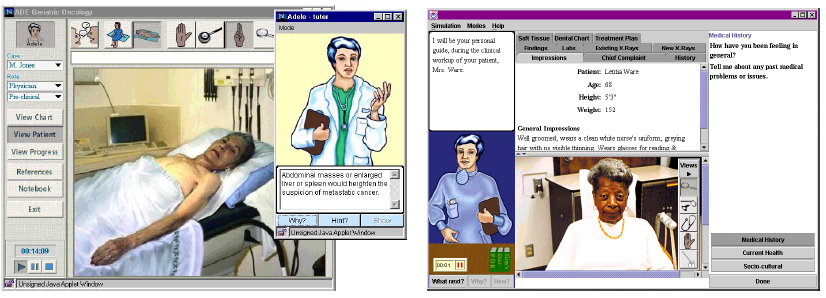 ADE Geriatric Oncology
Adele
Case
M. Jones
Role
Physician
Pre-clinical
View Chart
View Patient
View Progress
References
Notebook
Exit
00:14:09
Unsigned Java Applet Window
Adele - tutor
Mode
Abdominal masses or enlarged
liver or spleen would heighten the
suspicion of metastatic cancer.
Why?
Hint?
Show
Unsigned Java Applet Window
Simulation Modes Help
I will be your personal
guide, during the clinical
workup of your patient,
Mrs. Ware.
00:01
What next? Why? How?
Soft Tissue Dental Chart Treatment Plan
Findings Labs Existing X-Rays New X-Rays
Impressions Chief Complaint History
Patient: Letitia Ware
Age: 68
Height: 5'3"
Weight: 152
General Impressions
Well groomed, wears a clean white nurse's uniform; greying
hair with no visible thinning. Wears glasses for reading &
Views
Medical History
How have you been feeling in
general?
Tell me about any past medical
problems or issues.
Medical History
Current Health
Socio-cultural
Done